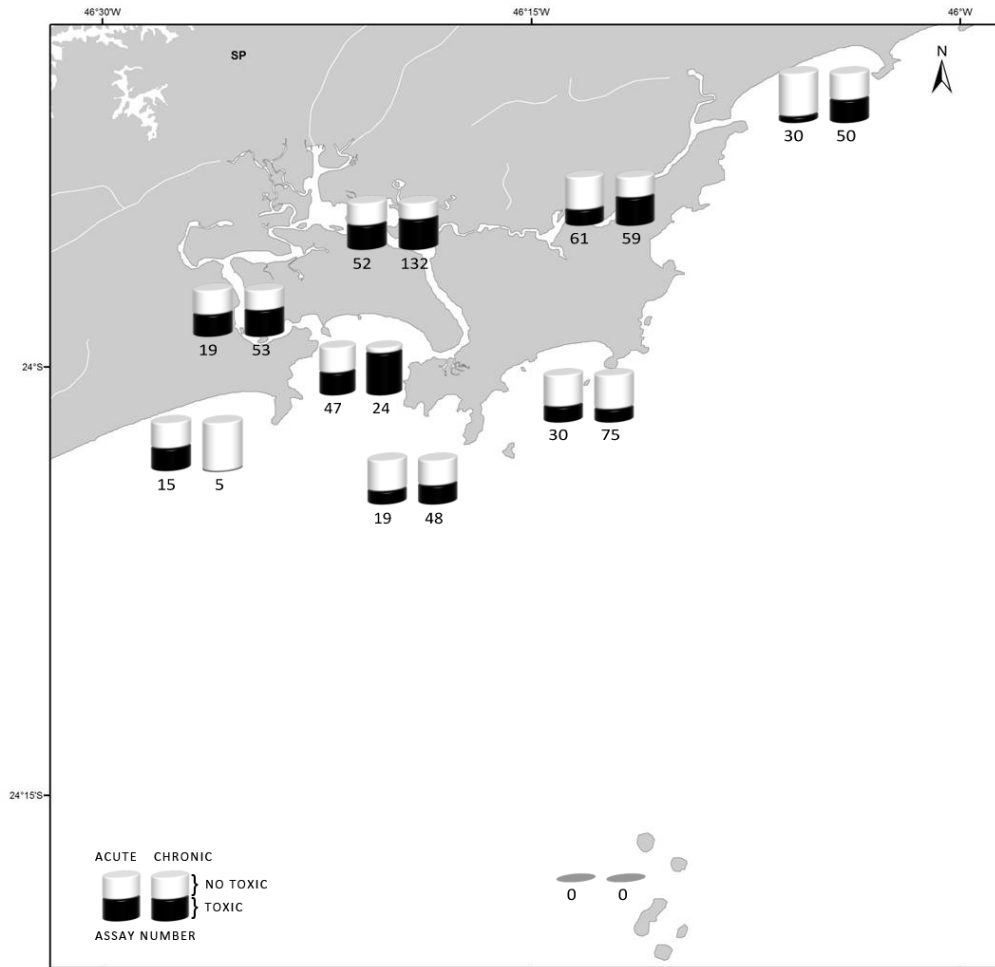 46°30'W 46°15'W 46°W
SP
N
30 50
61 59
52 132
19 53
24°S
47 24
30 75
15 5
19 48
24°15'S
ACUTE CHRONIC
NO TOXIC
0 0
TOXIC
ASSAY NUMBER